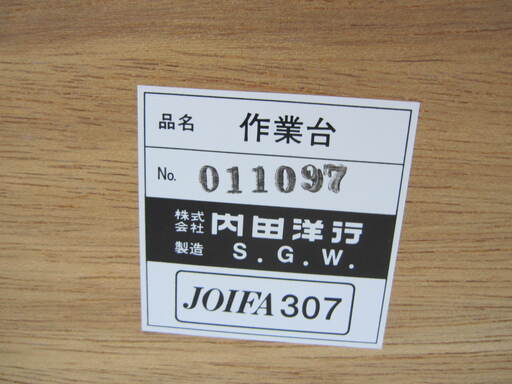 品名 作業台
No. 011097
株式会社 内田洋行
製造 S.G.W.
JOIFA 307